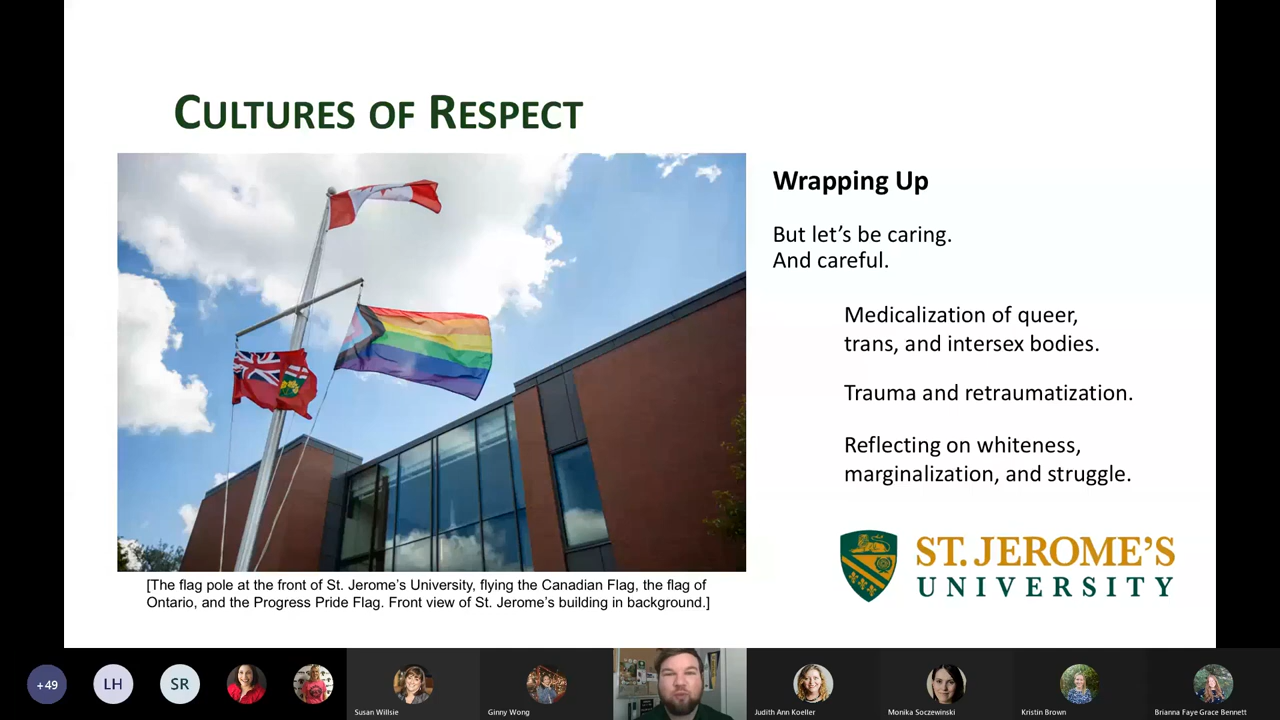 CULTURES OF RESPECT
Wrapping Up
But let's be caring.
And careful.
Medicalization of queer,
trans, and intersex bodies.
Trauma and retraumatization.
Reflecting on whiteness,
marginalization, and struggle.
ST. JEROME'S
UNIVERSITY
[The flag pole at the front of St. Jerome's University, flying the Canadian Flag, the flag of
Ontario, and the Progress Pride Flag. Front view of St. Jerome's building in background.]
+49
LH
SR
Susan Willsie
Ginny Wong
Judith Ann Koeller
Monika Soczewinski
Kristin Brown
Brianna Faye Grace Bennett